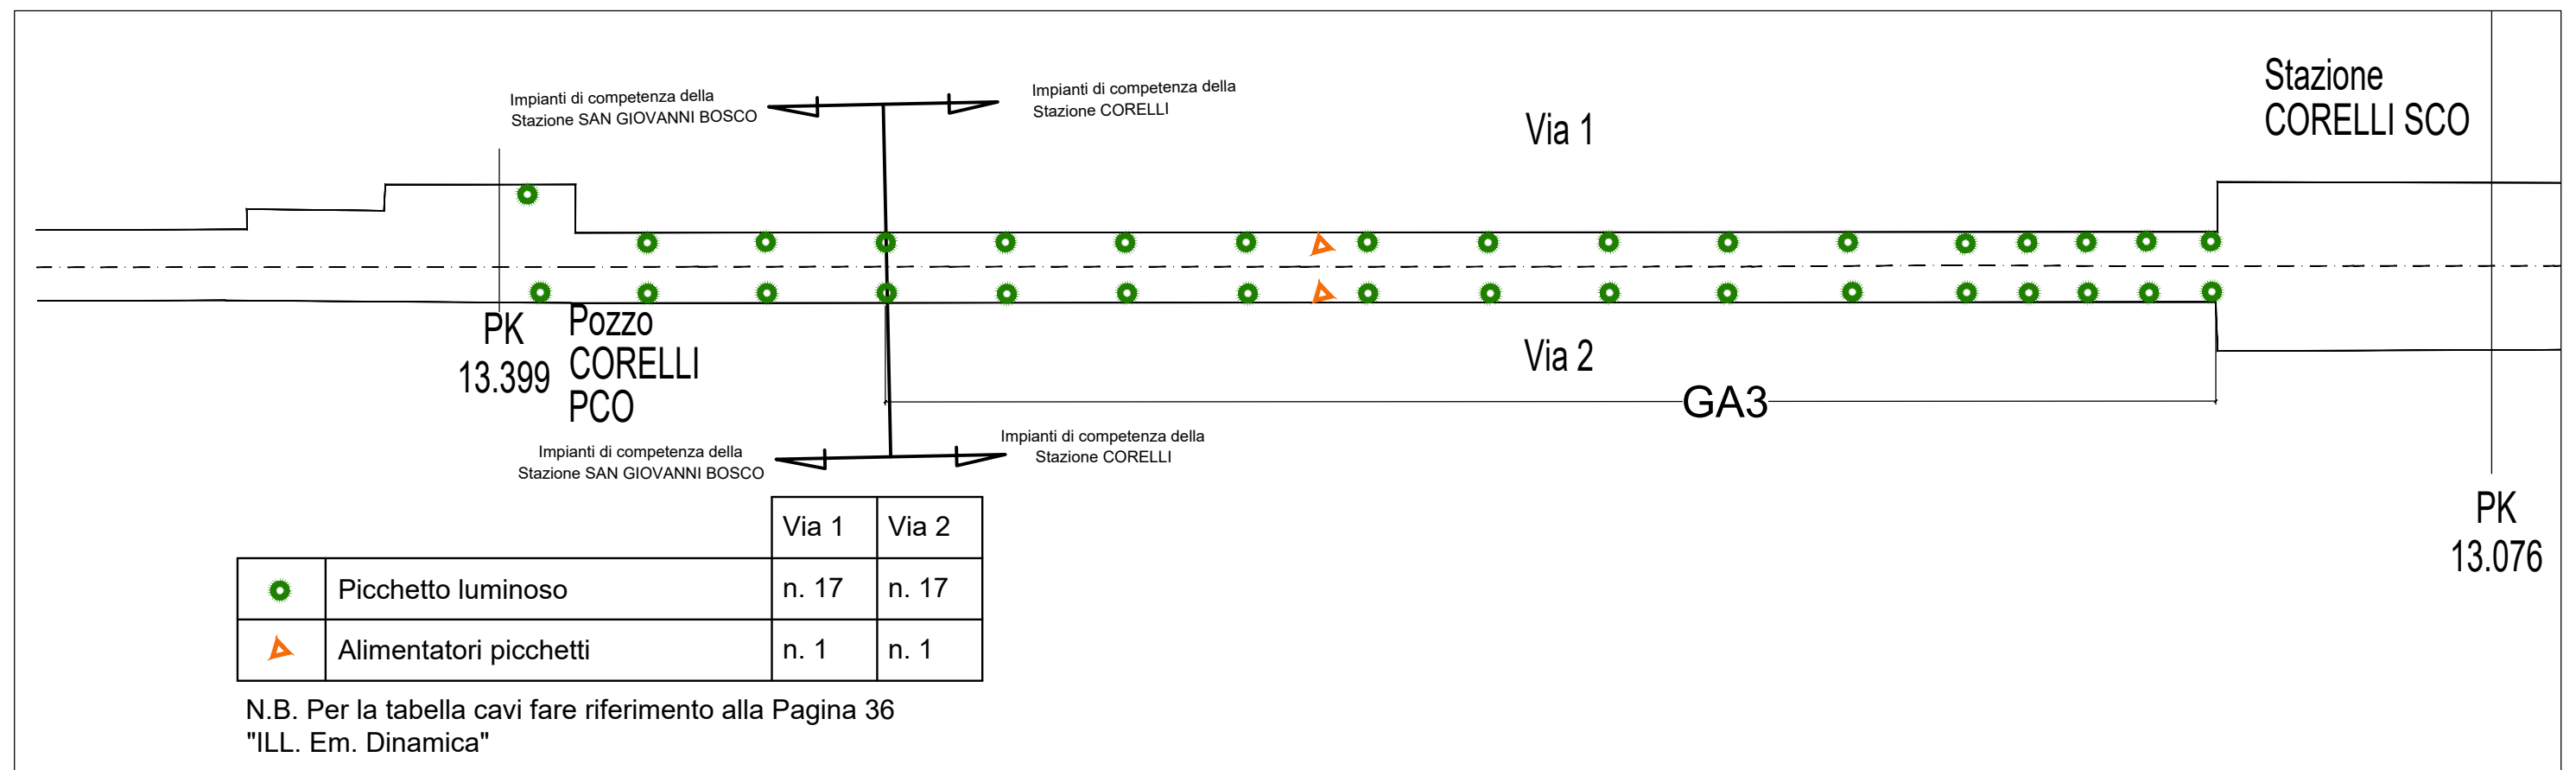 Impianti di competenza della
Stazione SAN GIOVANNI BOSCO
Impianti di competenza della
Stazione CORELLI
Via 1
Stazione
CORELLI SCO
PK
13.399
Pozzo
CORELLI
PCO
Via 2
GA3
Impianti di competenza della
Stazione SAN GIOVANNI BOSCO
Impianti di competenza della
Stazione CORELLI
PK
13.076
Via 1 Via 2
Picchetto luminoso n. 17 n. 17
Alimentatori picchetti n. 1 n. 1
N.B. Per la tabella cavi fare riferimento alla Pagina 36
"ILL. Em. Dinamica"